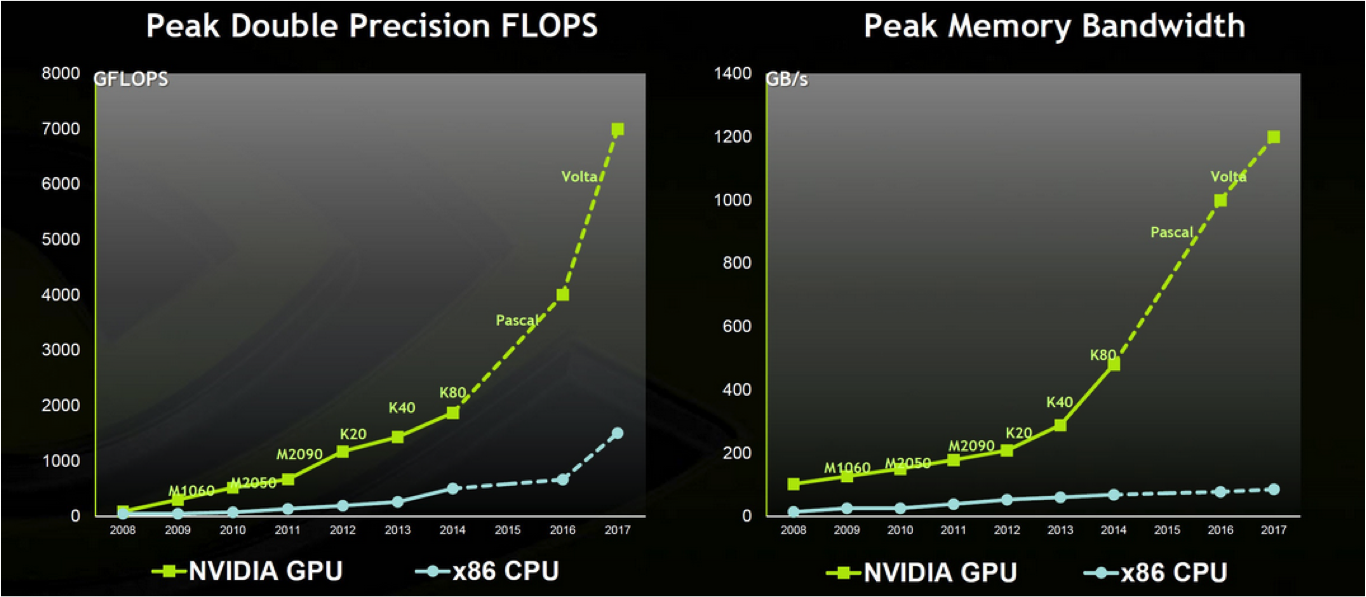 Peak Double Precision FLOPS
GFLOPS
8000
7000
6000
5000
4000
3000
2000
1000
0
Volta
Pascal
K80
K40
K20
M2090
M2050
M1060
2008 2009 2010 2011 2012 2013 2014 2015 2016 2017
NVIDIA GPU x86 CPU
Peak Memory Bandwidth
GB/s
1400
1200
1000
800
600
400
200
0
Volta
Pascal
K80
K40
K20
M2090
M2050
M1060
2008 2009 2010 2011 2012 2013 2014 2015 2016 2017
NVIDIA GPU x86 CPU